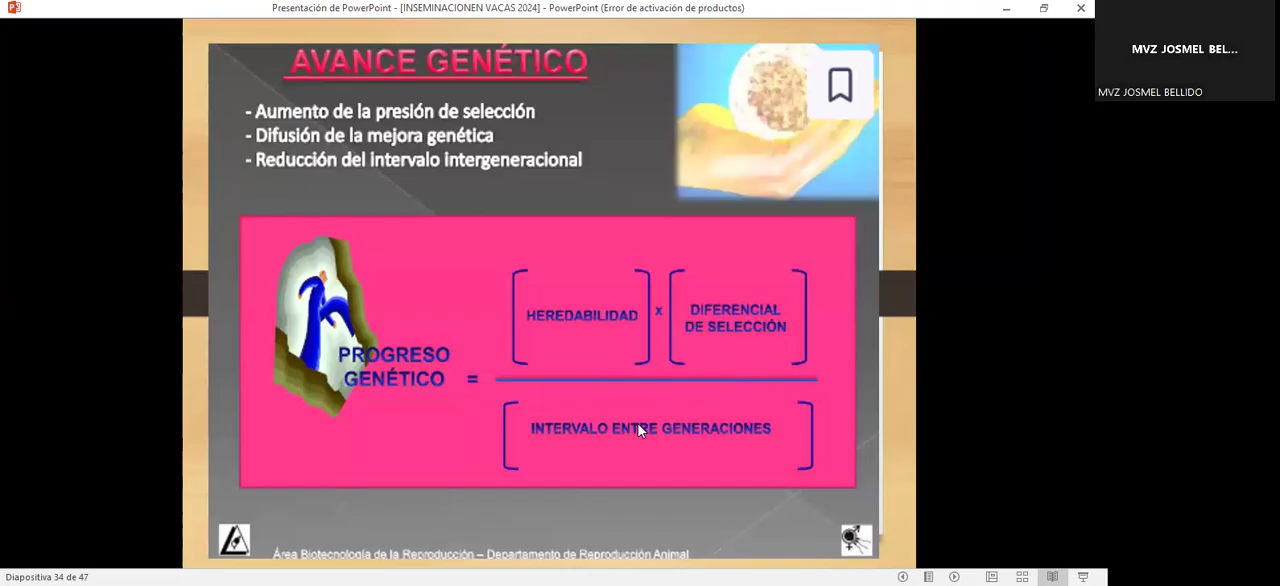 Presentación de PowerPoint - [INSEMINACIONEN VACAS 2024] - PowerPoint (Error de activación de productos)
MVZ JOSMEL BEL...
MVZ JOSMEL BELLIDO
AVANCE GENÉTICO
- Aumento de la presión de selección
- Difusión de la mejora genética
- Reducción del intervalo intergeneracional
HEREDABILIDAD x DIFERENCIAL
DE SELECCIÓN
PROGRESO
GENÉTICO =
INTERVALO ENTRE GENERACIONES
Área Biotecnología de la Reproducción – Departamento de Reproducción Animal
Diapositiva 34 de 47